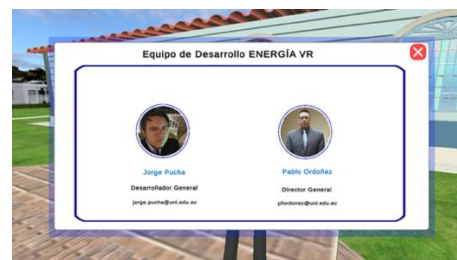 Equipo de Desarrollo ENERGÍA VR
Jorge Pucha
Pablo Ordoñez
Desarrollador General
Director General
jorge.pucha@unl.edu.ec
pfordonez@unl.edu.ec